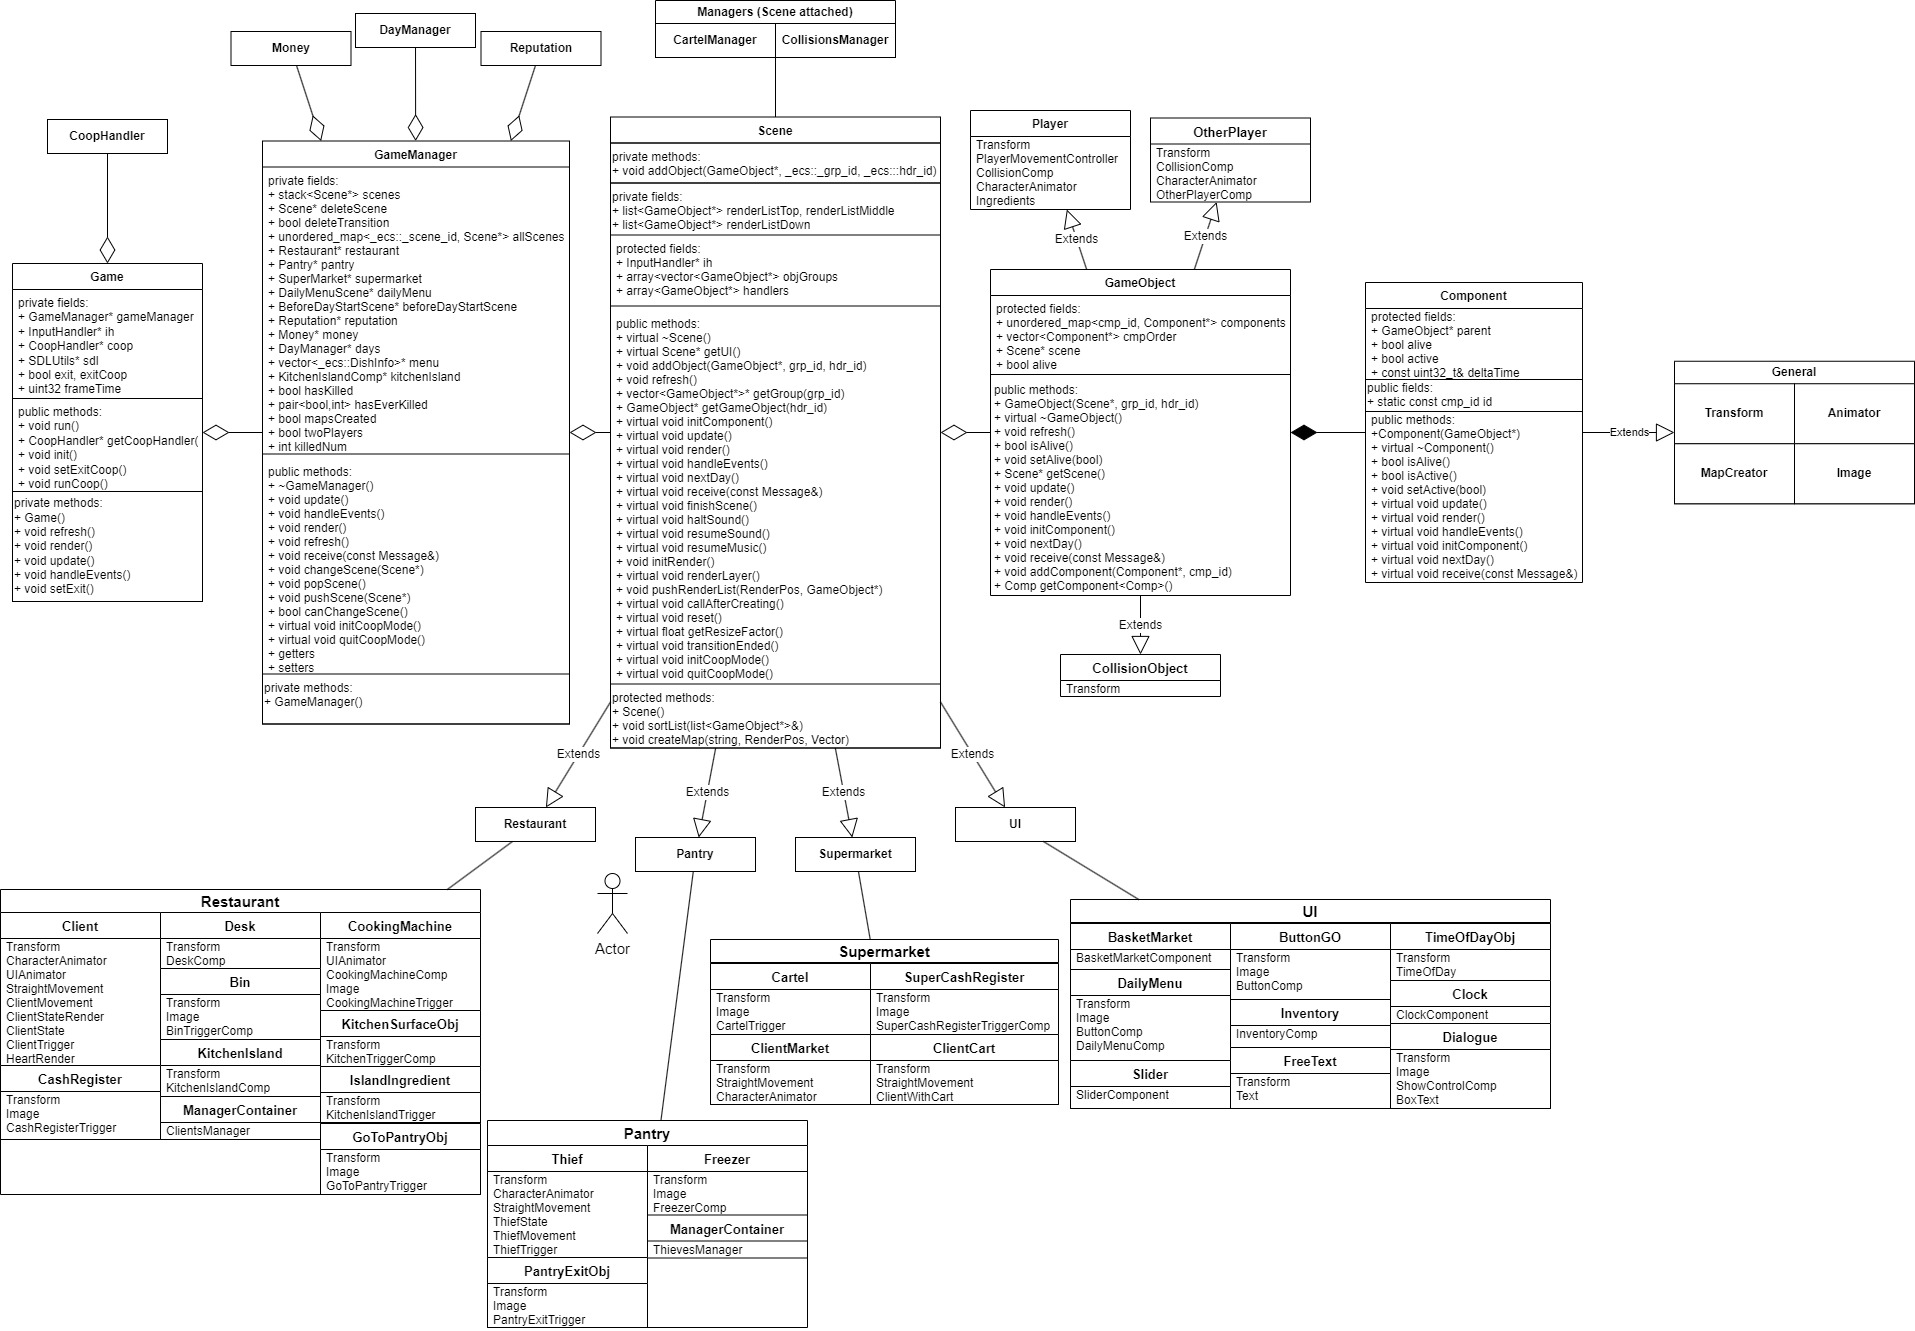 Managers (Scene attached)
CartelManager
CollisionsManager
Money
DayManager
Reputation
CoopHandler
Game
private fields:
+ GameManager* gameManager
+ InputHandler* ih
+ CoopHandler* coop
+ SDLUtils* sdl
+ bool exit, exitCoop
+ uint32 frameTime
public methods:
+ void run()
+ CoopHandler* getCoopHandler(
+ void init()
+ void setExitCoop()
+ void runCoop()
private methods:
+ Game()
+ void refresh()
+ void render()
+ void update()
+ void handleEvents()
+ void setExit()
GameManager
private fields:
+ stack<Scene*> scenes
+ Scene* deleteScene
+ bool deleteTransition
+ unordered_map<_ecs::_scene_id, Scene*> allScenes
+ Restaurant* restaurant
+ Pantry* pantry
+ SuperMarket* supermarket
+ DailyMenuScene* dailyMenu
+ BeforeDayStartScene* beforeDayStartScene
+ Reputation* reputation
+ Money* money
+ DayManager* days
+ vector<_ecs::DishInfo>* menu
+ KitchenIslandComp* kitchenIsland
+ bool hasKilled
+ pair<bool,int> hasEverKilled
+ bool mapsCreated
+ bool twoPlayers
+ int killedNum
public methods:
+ ~GameManager()
+ void update()
+ void handleEvents()
+ void render()
+ void refresh()
+ void receive(const Message&)
+ void changeScene(Scene*)
+ void popScene()
+ void pushScene(Scene*)
+ bool canChangeScene()
+ virtual void initCoopMode()
+ virtual void quitCoopMode()
+ getters
+ setters
private methods:
+ GameManager()
Scene
private methods:
+ void addObject(GameObject*, _ecs::_grp_id, _ecs:::hdr_id)
private fields:
+ list<GameObject*> renderListTop, renderListMiddle
+ list<GameObject*> renderListDown
protected fields:
+ InputHandler* ih
+ array<vector<GameObject*> objGroups
+ array<GameObject*> handlers
public methods:
+ virtual ~Scene()
+ virtual Scene* getUI()
+ void addObject(GameObject*, grp_id, hdr_id)
+ void refresh()
+ vector<GameObject*>* getGroup(grp_id)
+ GameObject* getGameObject(hdr_id)
+ virtual void initComponent()
+ virtual void update()
+ virtual void render()
+ virtual void handleEvents()
+ virtual void nextDay()
+ virtual void receive(const Message&)
+ virtual void finishScene()
+ virtual void haltSound()
+ virtual void resumeSound()
+ virtual void resumeMusic()
+ void initRender()
+ virtual void renderLayer()
+ void pushRenderList(RenderPos, GameObject*)
+ virtual void callAfterCreating()
+ virtual void reset()
+ virtual float getResizeFactor()
+ virtual void transitionEnded()
+ virtual void initCoopMode()
+ virtual void quitCoopMode()
protected methods:
+ Scene()
+ void sortList(list<GameObject*>&)
+ void createMap(string, RenderPos, Vector)
Player
Transform
PlayerMovementController
CollisionComp
CharacterAnimator
Ingredients
OtherPlayer
Transform
CollisionComp
CharacterAnimator
OtherPlayerComp
Extends
Extends
GameObject
protected fields:
+ unordered_map<cmp_id, Component*> components
+ vector<Component*> cmpOrder
+ Scene* scene
+ bool alive
public methods:
+ GameObject(Scene*, grp_id, hdr_id)
+ virtual ~GameObject()
+ void refresh()
+ bool isAlive()
+ void setAlive(bool)
+ Scene* getScene()
+ void update()
+ void render()
+ void handleEvents()
+ void initComponent()
+ void nextDay()
+ void receive(const Message&)
+ void addComponent(Component*, cmp_id)
+ Comp getComponent<Comp>()
Extends
CollisionObject
Transform
Component
protected fields:
+ GameObject* parent
+ bool alive
+ bool active
+ const uint32_t& deltaTime
public fields:
+ static const cmp_id id
public methods:
+Component(GameObject*)
+ virtual ~Component()
+ bool isAlive()
+ bool isActive()
+ void setActive(bool)
+ virtual void update()
+ virtual void render()
+ virtual void handleEvents()
+ virtual void initComponent()
+ virtual void nextDay()
+ virtual void receive(const Message&)
Extends
General
Transform
Animator
MapCreator
Image
Extends
Extends
Extends
Extends
Restaurant
Pantry
Supermarket
UI
Actor
Restaurant
Client
Transform
CharacterAnimator
UIAnimator
StraightMovement
ClientMovement
ClientStateRender
ClientState
ClientTrigger
HeartRender
CashRegister
Transform
Image
CashRegisterTrigger
Desk
Transform
DeskComp
Bin
Transform
Image
BinTriggerComp
KitchenIsland
Transform
KitchenIslandComp
ManagerContainer
ClientsManager
CookingMachine
Transform
UIAnimator
CookingMachineComp
Image
CookingMachineTrigger
KitchenSurfaceObj
Transform
KitchenTriggerComp
IslandIngredient
Transform
KitchenIslandTrigger
GoToPantryObj
Transform
Image
GoToPantryTrigger
Pantry
Thief
Transform
CharacterAnimator
StraightMovement
ThiefState
ThiefMovement
ThiefTrigger
PantryExitObj
Transform
Image
PantryExitTrigger
Freezer
Transform
Image
FreezerComp
ManagerContainer
ThievesManager
Supermarket
Cartel
Transform
Image
CartelTrigger
SuperCashRegister
Transform
Image
SuperCashRegisterTriggerComp
ClientMarket
Transform
StraightMovement
CharacterAnimator
ClientCart
Transform
StraightMovement
ClientWithCart
UI
BasketMarket
BasketMarketComponent
DailyMenu
Transform
Image
ButtonComp
DailyMenuComp
Slider
SliderComponent
ButtonGO
Transform
Image
ButtonComp
Inventory
InventoryComp
FreeText
Transform
Text
TimeOfDayObj
Transform
TimeOfDay
Clock
ClockComponent
Dialogue
Transform
Image
ShowControlComp
BoxText